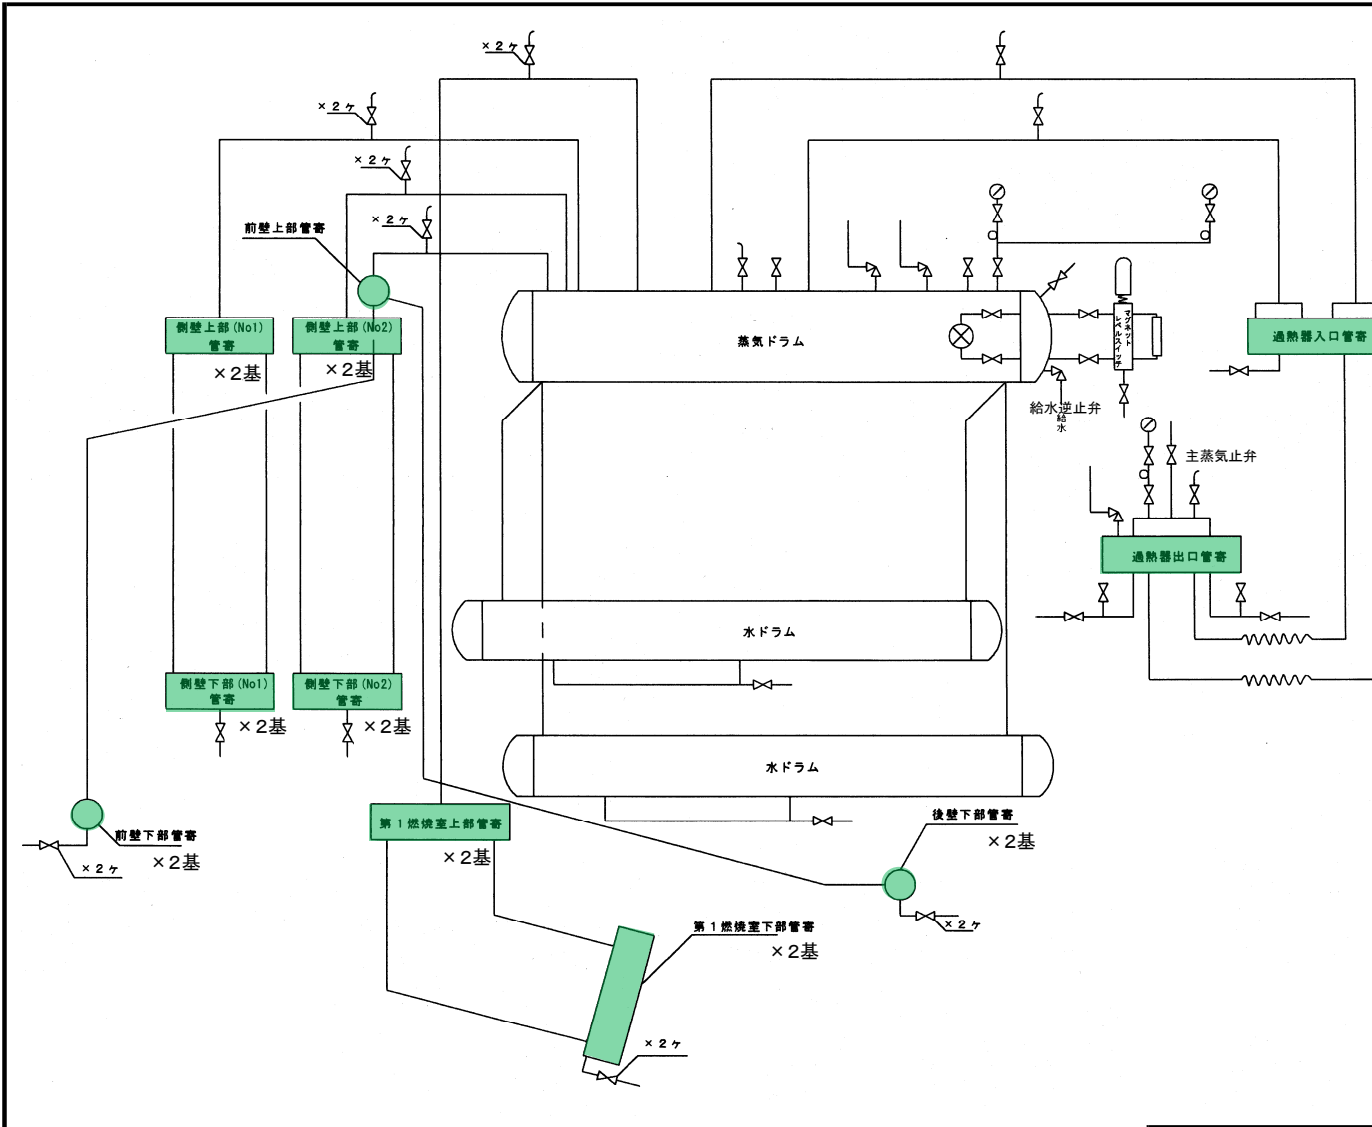 ×2ヶ
×2ヶ
×2ヶ
×2ヶ
前壁上部管寄
側壁上部(No1)
管寄
×2基
側壁上部(No2)
管寄
×2基
蒸気ドラム
マグネット
レベルスイッチ
過熱器入口管寄
給水逆止弁
給水
主蒸気止弁
過熱器出口管寄
水ドラム
側壁下部(No1)
管寄
×2基
側壁下部(No2)
管寄
×2基
水ドラム
前壁下部管寄
×2基
×2ヶ
第1燃焼室上部管寄
×2基
後壁下部管寄
×2基
×2ヶ
第1燃焼室下部管寄
×2基
×2ヶ